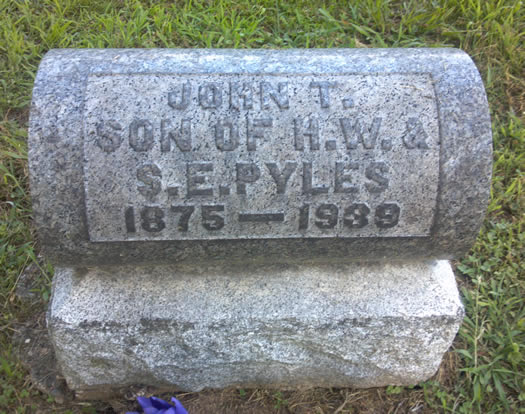 JOHN T.
SON OF H.W. &
S.E. PYLES
1875 — 1939